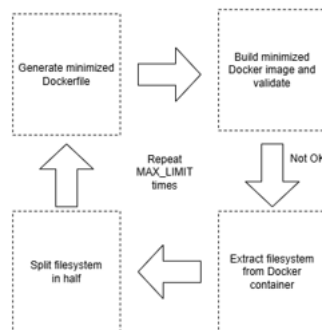 Generate minimized
Dockerfile
Build minimized
Docker image and
validate
Repeat
MAX_LIMIT
times
Not OK
Split filesystem
in half
Extract filesystem
from Docker
container